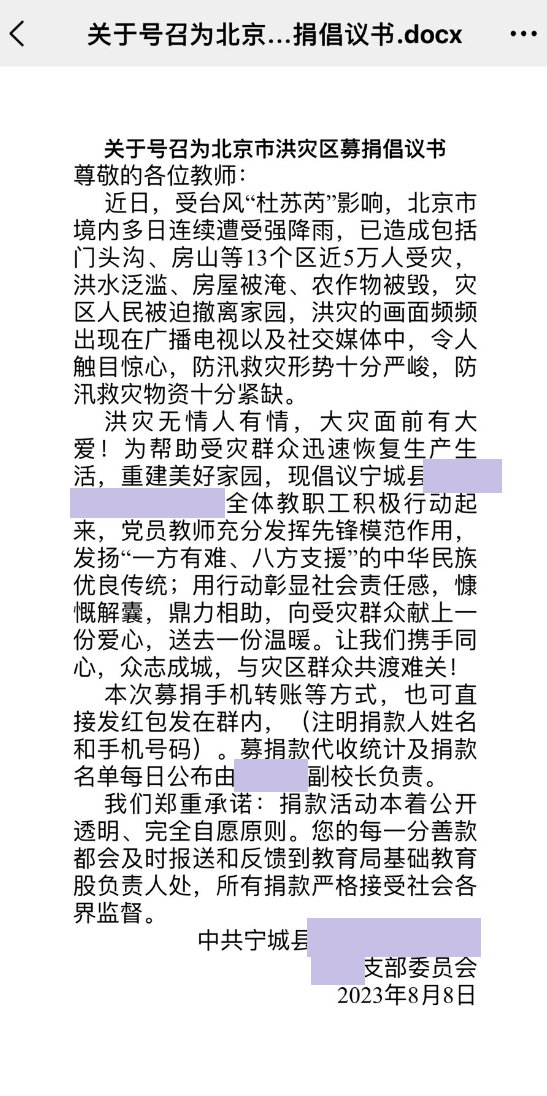 关于号召为北京...捐倡议书.docx
关于号召为北京市洪灾区募捐倡议书
尊敬的各位教师：
近日，受台风“杜苏芮”影响，北京市
境内多日连续遭受强降雨，已造成包括
门头沟、房山等13个区近5万人受灾，
洪水泛滥、房屋被淹、农作物被毁，灾
区人民被迫撤离家园，洪灾的画面频频
出现在广播电视以及社交媒体中，令人
触目惊心，防汛救灾形势十分严峻，防
汛救灾物资十分紧缺。
洪灾无情人有情，大灾面前有大
爱！为帮助受灾群众迅速恢复生产生
活，重建美好家园，现倡议宁城县
全体教职工积极行动起
来，党员教师充分发挥先锋模范作用，
发扬“一方有难、八方支援”的中华民族
优良传统；用行动彰显社会责任感，慷
慨解囊，鼎力相助，向受灾群众献上一
份爱心，送去一份温暖。让我们携手同
心，众志成城，与灾区群众共渡难关！
本次募捐手机转账等方式，也可直
接发红包发在群内，（注明捐款人姓名
和手机号码）。募捐款代收统计及捐款
名单每日公布由副校长负责。
我们郑重承诺：捐款活动本着公开
透明、完全自愿原则。您的每一分善款
都会及时报送和反馈到教育局基础教育
股负责人处，所有捐款严格接受社会各
界监督。
中共宁城县
支部委员会
2023年8月8日